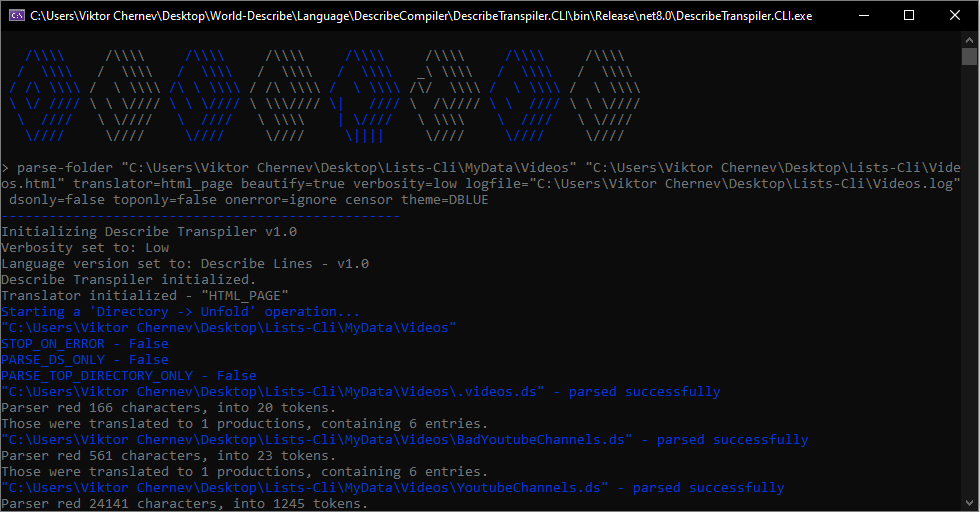 C:\Users\Viktor Chernev\Desktop\World-Describe\Language\DescribeCompiler\DescribeTranspiler.CLI\bin\Release\net8.0\DescribeTranspiler.CLI.exe
> parse-folder "C:\Users\Viktor Chernev\Desktop\Lists-Cli\MyData\Videos" "C:\Users\Viktor Chernev\Desktop\Lists-Cli\Vide
os.html" translator=html_page beautify=true verbosity=low logfile="C:\Users\Viktor Chernev\Desktop\Lists-Cli\Videos.log"
 dsonly=false toponly=false onerror=ignore censor theme=DBLUE
--------------------------------------------------
Initializing Describe Transpiler v1.0
Verbosity set to: Low
Language version set to: Describe Lines - v1.0
Describe Transpiler initialized.
Translator initialized - "HTML_PAGE"
Starting a 'Directory -> Unfold' operation...
"C:\Users\Viktor Chernev\Desktop\Lists-Cli\MyData\Videos"
STOP_ON_ERROR - False
PARSE_DS_ONLY - False
PARSE_TOP_DIRECTORY_ONLY - False
"C:\Users\Viktor Chernev\Desktop\Lists-Cli\MyData\Videos\.videos.ds" - parsed successfully
Parser red 166 characters, into 20 tokens.
Those were translated to 1 productions, containing 6 entries.
"C:\Users\Viktor Chernev\Desktop\Lists-Cli\MyData\Videos\BadYoutubeChannels.ds" - parsed successfully
Parser red 561 characters, into 23 tokens.
Those were translated to 1 productions, containing 6 entries.
"C:\Users\Viktor Chernev\Desktop\Lists-Cli\MyData\Videos\YoutubeChannels.ds" - parsed successfully
Parser red 24141 characters, into 1245 tokens.